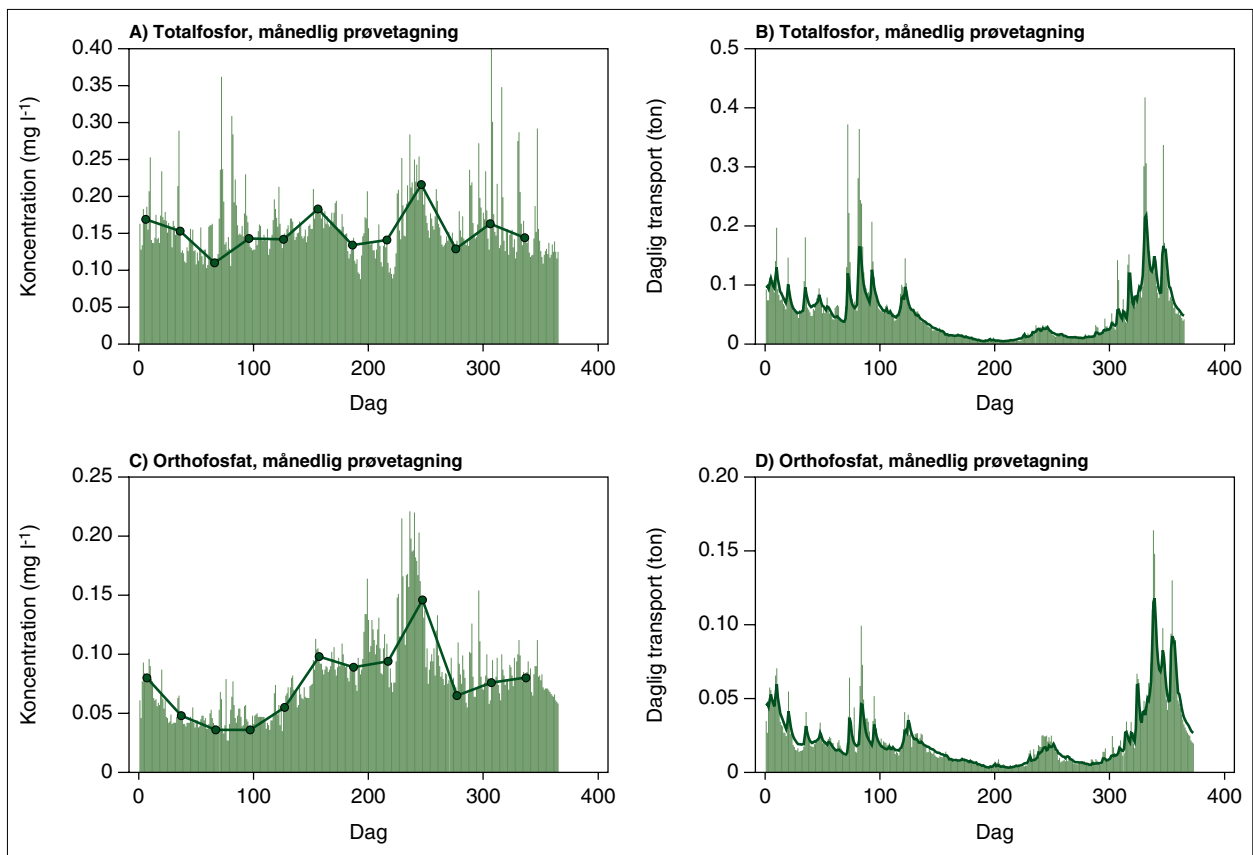 A) Totalfosfor, månedlig prøvetagning
Koncentration (mg l-1)
0.40
0.35
0.30
0.25
0.20
0.15
0.10
0.05
0
0 100 200 300 400
Dag
B) Totalfosfor, månedlig prøvetagning
Daglig transport (ton)
0.5
0.4
0.3
0.2
0.1
0
0 100 200 300 400
Dag
C) Orthofosfat, månedlig prøvetagning
Koncentration (mg l-1)
0.25
0.20
0.15
0.10
0.05
0
0 100 200 300 400
Dag
D) Orthofosfat, månedlig prøvetagning
Daglig transport (ton)
0.20
0.15
0.10
0.05
0
0 100 200 300 400
Dag